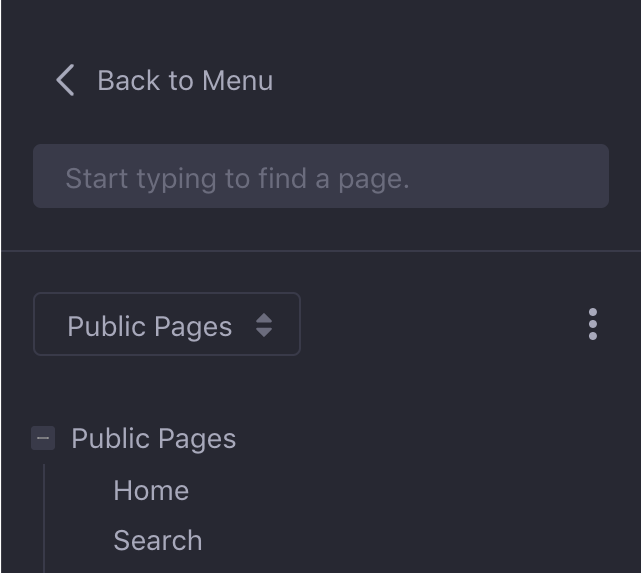 Back to Menu
Start typing to find a page.
Public Pages
Public Pages
Home
Search